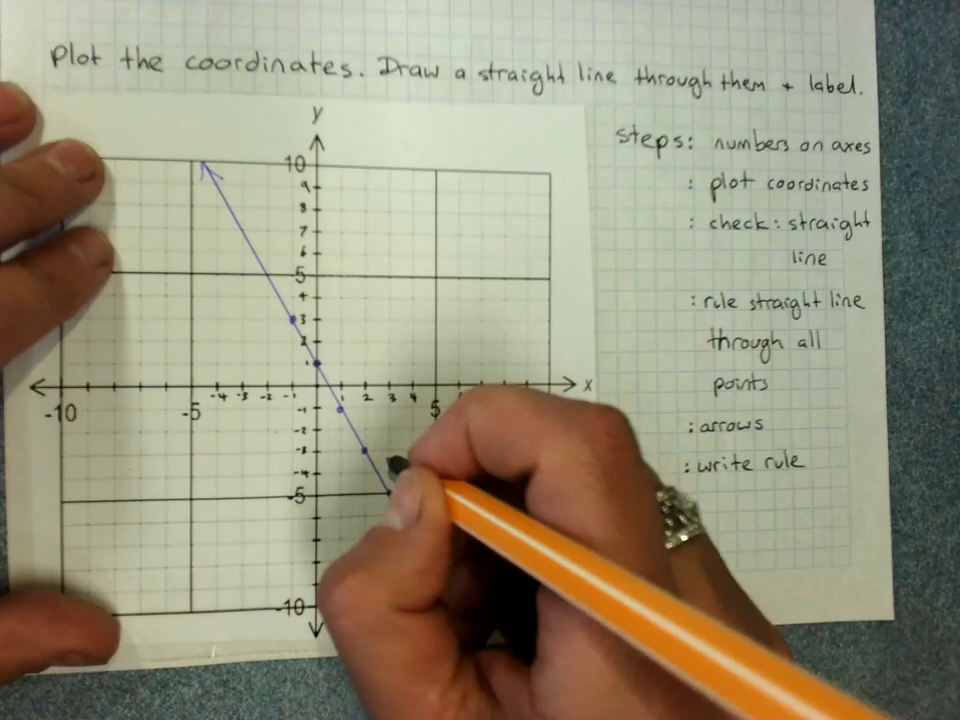 Plot the coordinates. Draw a straight line through them + label.
steps: numbers on axes
: plot coordinates
: check: straight
line
: rule straight line
through all
points
: arrows
: write rule
y
10
9
8
7
6
5
4
3
2
x
-10
-5
-4 -3 -2 -1
1 2 3 4
5
-1
-2
-3
-4
-5
-10